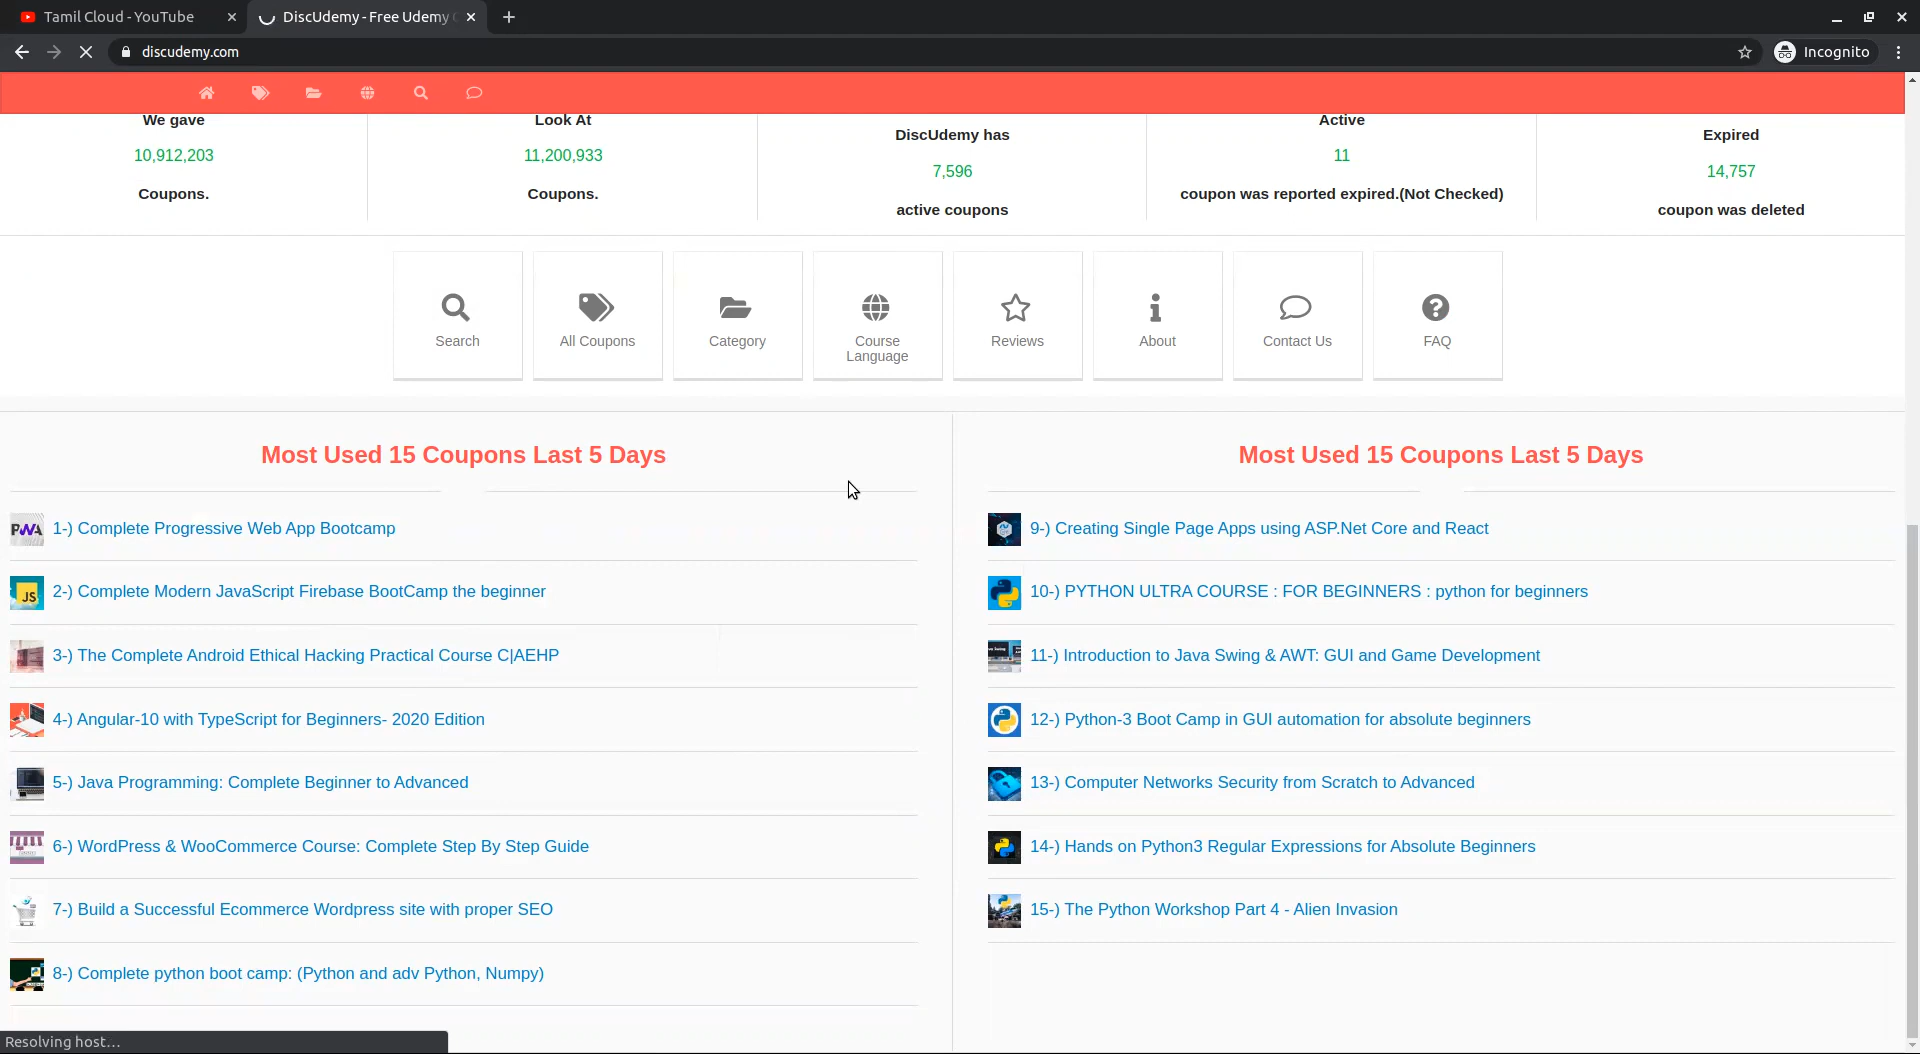 Tamil Cloud - YouTube
DiscUdemy - Free Udemy
discudemy.com
Incognito
We gave
10,912,203
Coupons.
Look At
11,200,933
Coupons.
DiscUdemy has
7,596
active coupons
Active
11
coupon was reported expired.(Not Checked)
Expired
14,757
coupon was deleted
Search
All Coupons
Category
Course
Language
Reviews
About
Contact Us
FAQ
Most Used 15 Coupons Last 5 Days
1-) Complete Progressive Web App Bootcamp
2-) Complete Modern JavaScript Firebase BootCamp the beginner
3-) The Complete Android Ethical Hacking Practical Course C|AEHP
4-) Angular-10 with TypeScript for Beginners- 2020 Edition
5-) Java Programming: Complete Beginner to Advanced
6-) WordPress & WooCommerce Course: Complete Step By Step Guide
7-) Build a Successful Ecommerce Wordpress site with proper SEO
8-) Complete python boot camp: (Python and adv Python, Numpy)
Most Used 15 Coupons Last 5 Days
9-) Creating Single Page Apps using ASP.Net Core and React
10-) PYTHON ULTRA COURSE : FOR BEGINNERS : python for beginners
11-) Introduction to Java Swing & AWT: GUI and Game Development
12-) Python-3 Boot Camp in GUI automation for absolute beginners
13-) Computer Networks Security from Scratch to Advanced
14-) Hands on Python3 Regular Expressions for Absolute Beginners
15-) The Python Workshop Part 4 - Alien Invasion
PWA
JS
Resolving host…